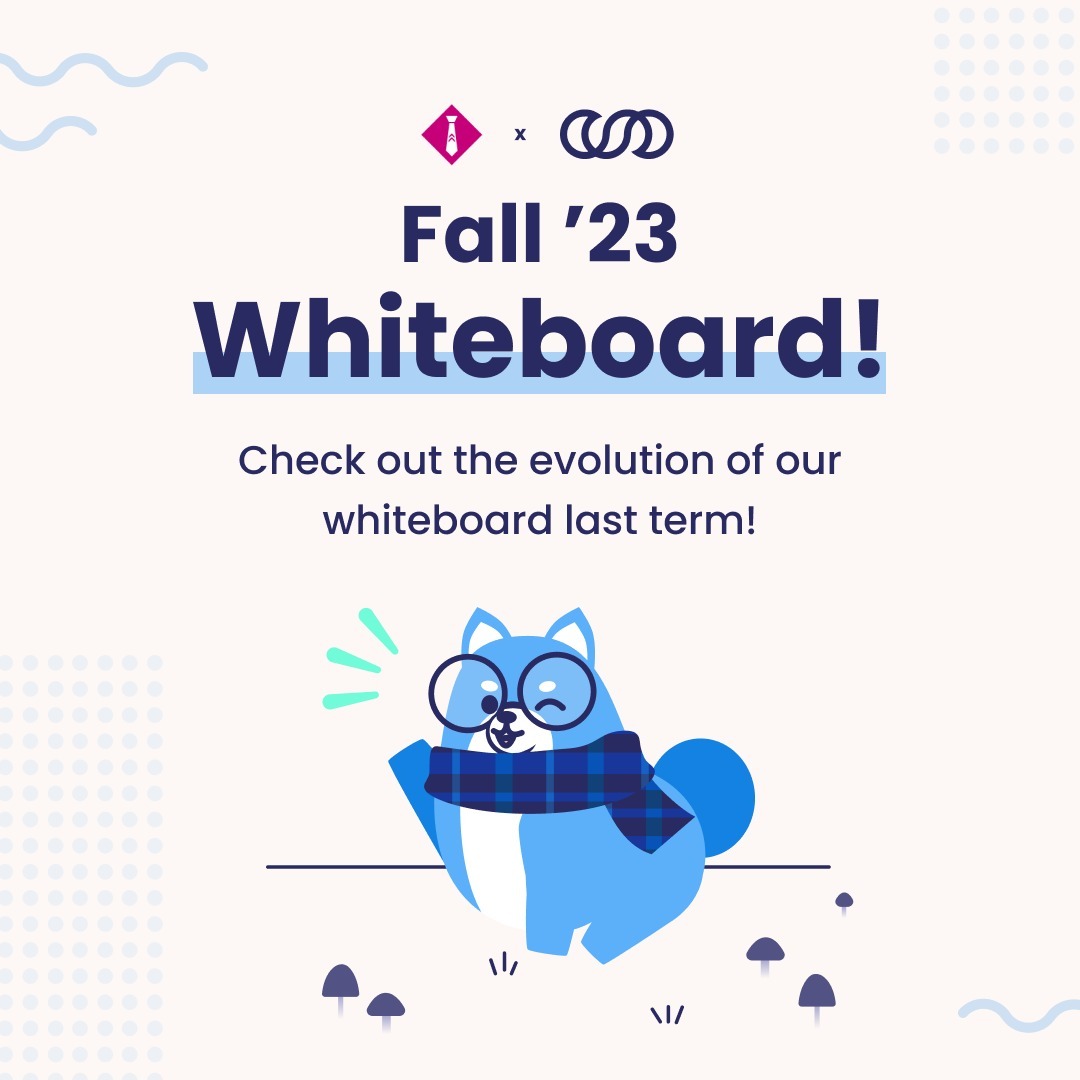 x
Fall ’23
Whiteboard!
Check out the evolution of our
whiteboard last term!